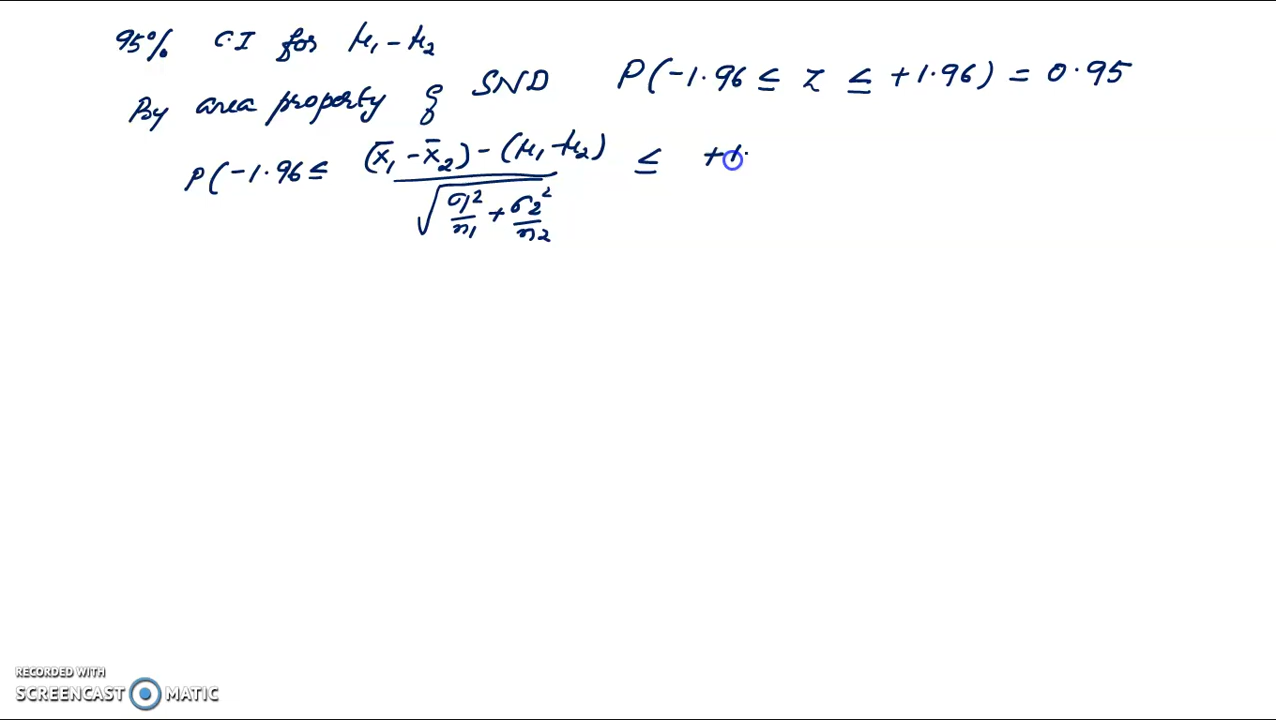 95% C.I for μ₁ - μ₂
By area property of SND P(-1.96 ≤ Z ≤ +1.96) = 0.95
P(-1.96 ≤ (x̄₁ - x̄₂) - (μ₁ - μ₂) / √(σ₁²/n₁ + σ₂²/n₂) ≤ +1.
RECORDED WITH
SCREENCAST MATIC